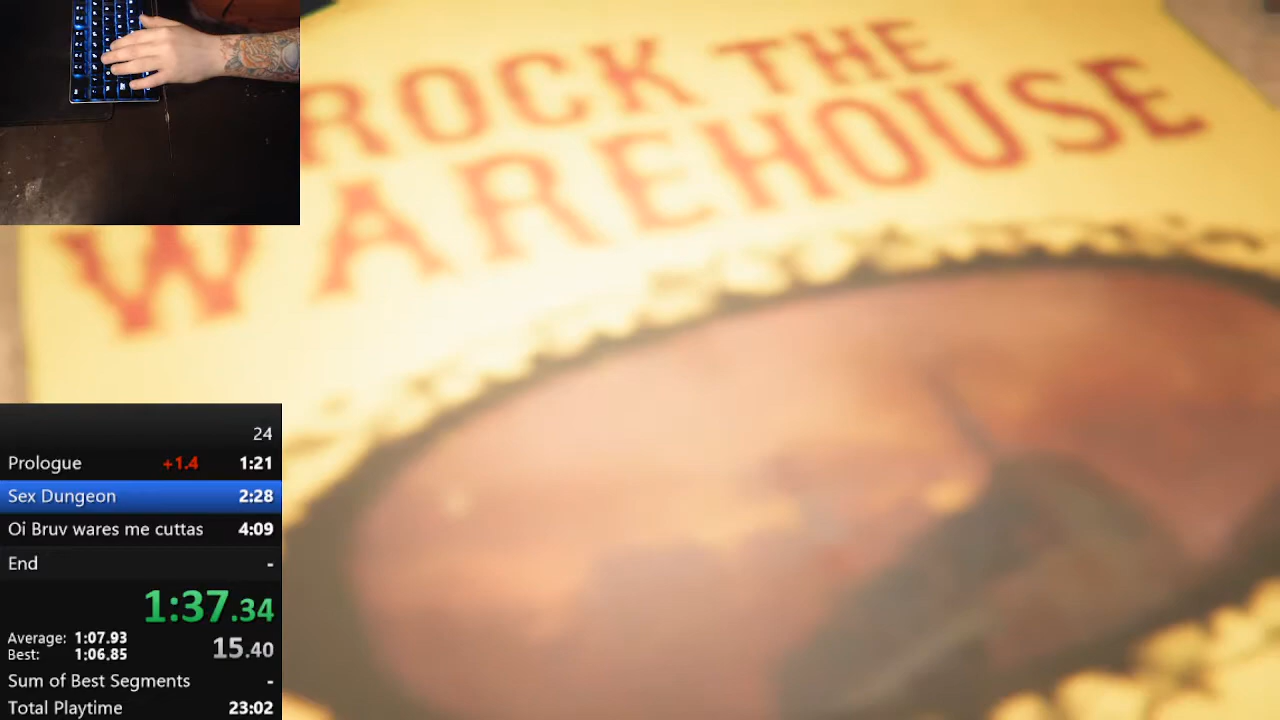 ROCK THE
WAREHOUSE
24
Prologue +1.4 1:21
Sex Dungeon 2:28
Oi Bruv wares me cuttas 4:09
End -
1:37.34
Average: 1:07.93
Best: 1:06.85
15.40
Sum of Best Segments -
Total Playtime 23:02